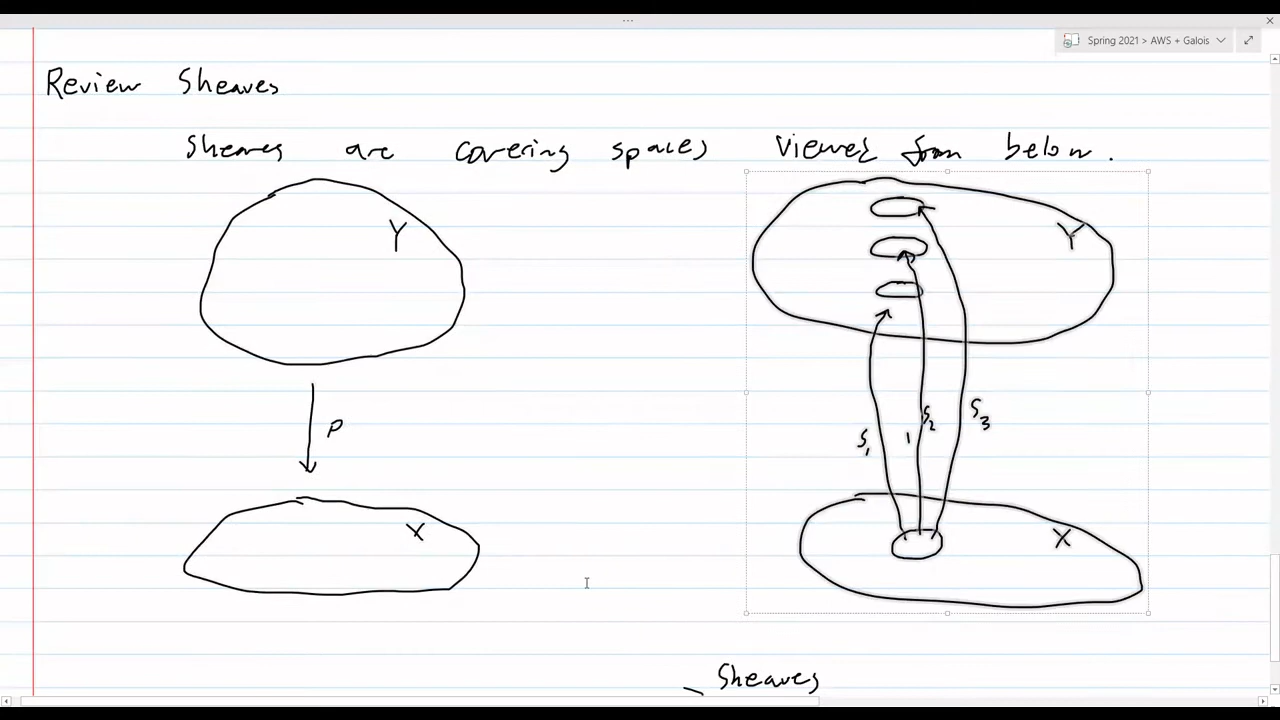 Spring 2021 > AWS + Galois
Review Sheaves
Sheaves are covering spaces viewed from below.
Y
Y
P
S1
S2
S3
X
X
Sheaves